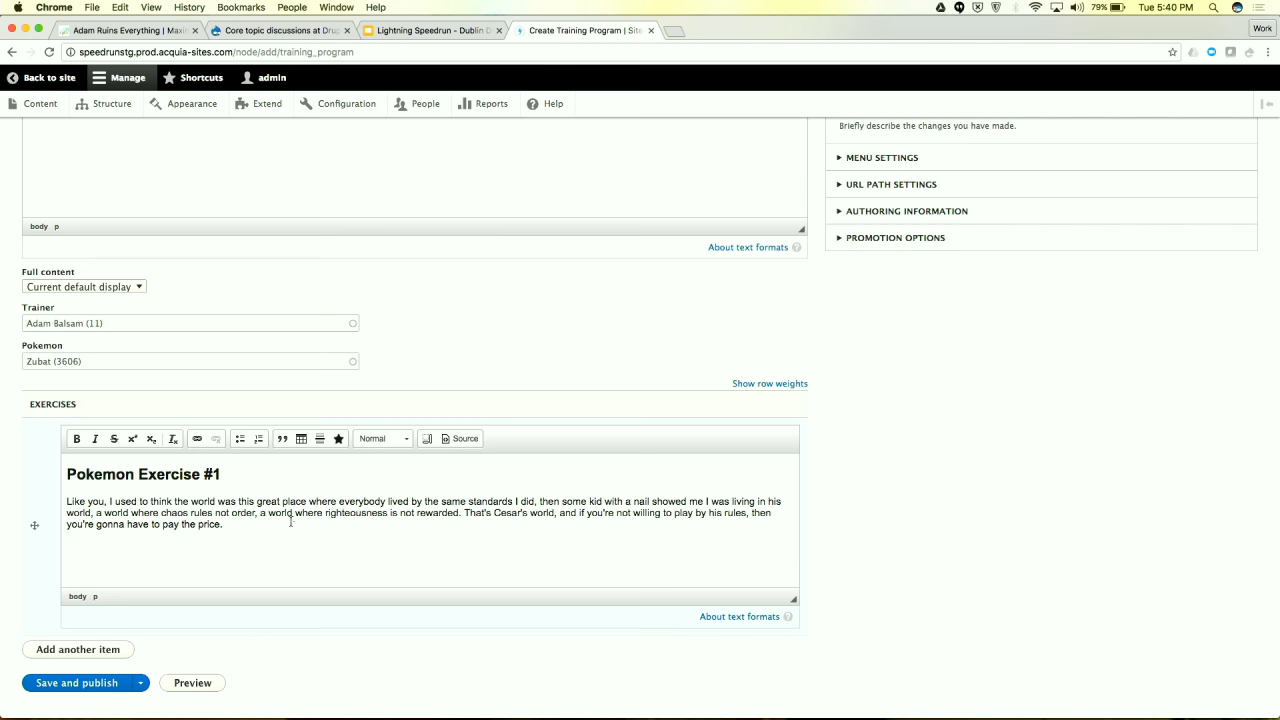 Chrome File Edit View History Bookmarks People Window Help 79% Tue 5:40 PM
Adam Ruins Everything | Maxi
Core topic discussions at Dru
Lightning Speedrun - Dublin D
Create Training Program | Sit
Work
speedrunstg.prod.acquia-sites.com/node/add/training_program
Back to site Manage Shortcuts admin
Content Structure Appearance Extend Configuration People Reports Help
Briefly describe the changes you have made.
MENU SETTINGS
URL PATH SETTINGS
AUTHORING INFORMATION
PROMOTION OPTIONS
body p
About text formats ?
Full content
Current default display
Trainer
Adam Balsam (11)
Pokemon
Zubat (3606)
Show row weights
EXERCISES
Normal Source
Pokemon Exercise #1
Like you, I used to think the world was this great place where everybody lived by the same standards I did, then some kid with a nail showed me I was living in his
world, a world where chaos rules not order, a world where righteousness is not rewarded. That's Cesar's world, and if you're not willing to play by his rules, then
you're gonna have to pay the price.
body p
About text formats ?
Add another item
Save and publish Preview